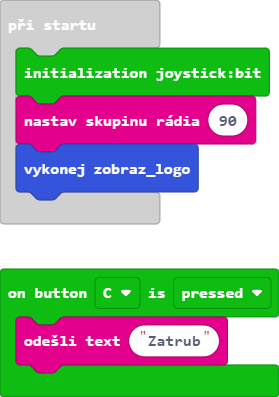 při startu
initialization joystick:bit
nastav skupinu rádia 90
vykonej zobraz_logo
on button C is pressed
odešli text "Zatrub"